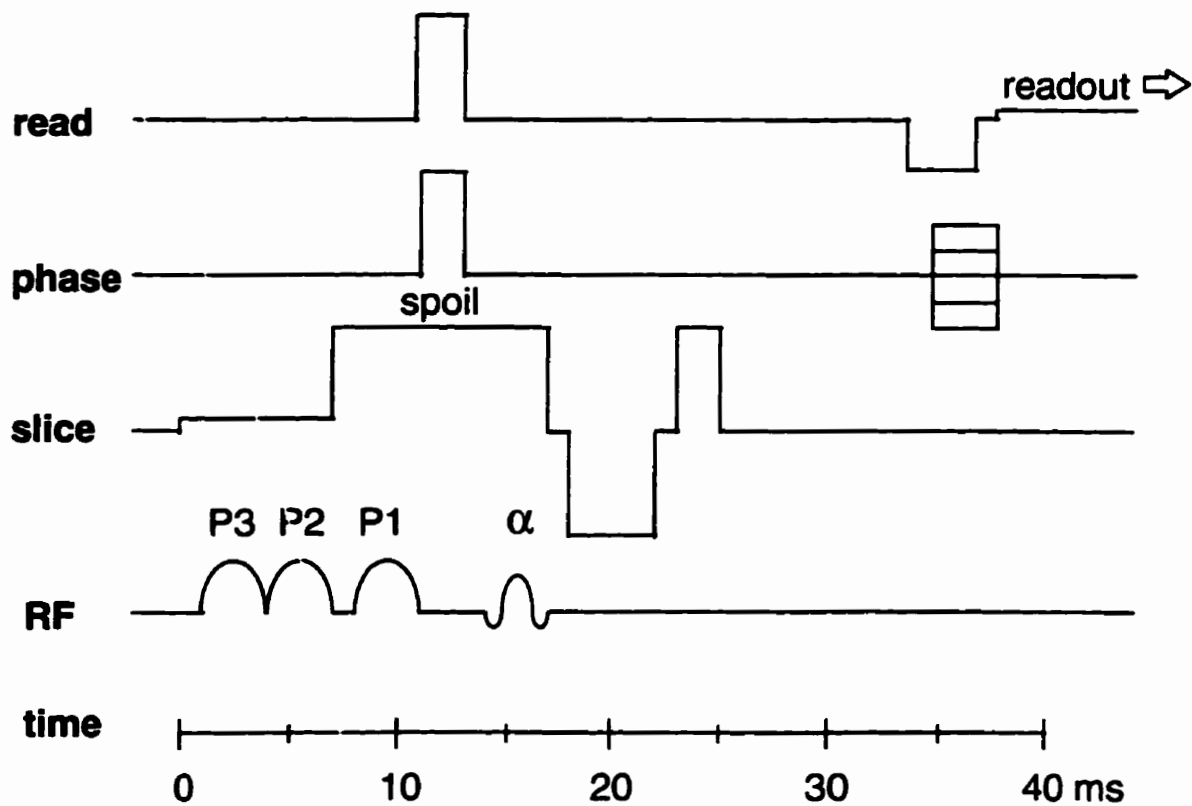 readout
read
phase
spoil
slice
P3 P2 P1 α
RF
time
0 10 20 30 40 ms